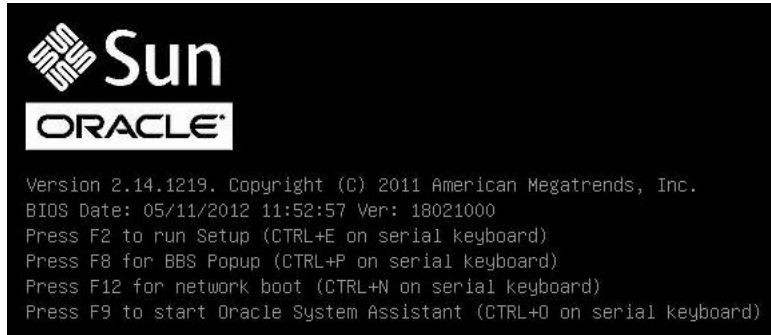 Sun
ORACLE®
Version 2.14.1219. Copyright (C) 2011 American Megatrends, Inc.
BIOS Date: 05/11/2012 11:52:57 Ver: 18021000
Press F2 to run Setup (CTRL+E on serial keyboard)
Press F8 for BBS Popup (CTRL+P on serial keyboard)
Press F12 for network boot (CTRL+N on serial keyboard)
Press F9 to start Oracle System Assistant (CTRL+O on serial keyboard)